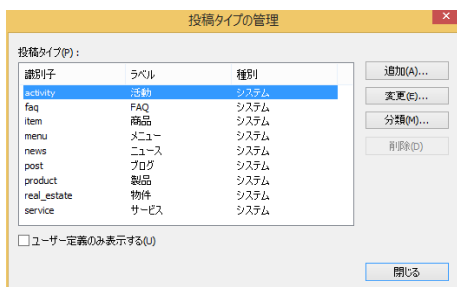 投稿タイプの管理
投稿タイプ(P)：
識別子 ラベル 種別
activity 活動 システム
faq FAQ システム
item 商品 システム
menu メニュー システム
news ニュース システム
post ブログ システム
product 製品 システム
real_estate 物件 システム
service サービス システム
追加(A)...
変更(E)...
分類(M)...
削除(D)
ユーザー定義のみ表示する(U)
閉じる